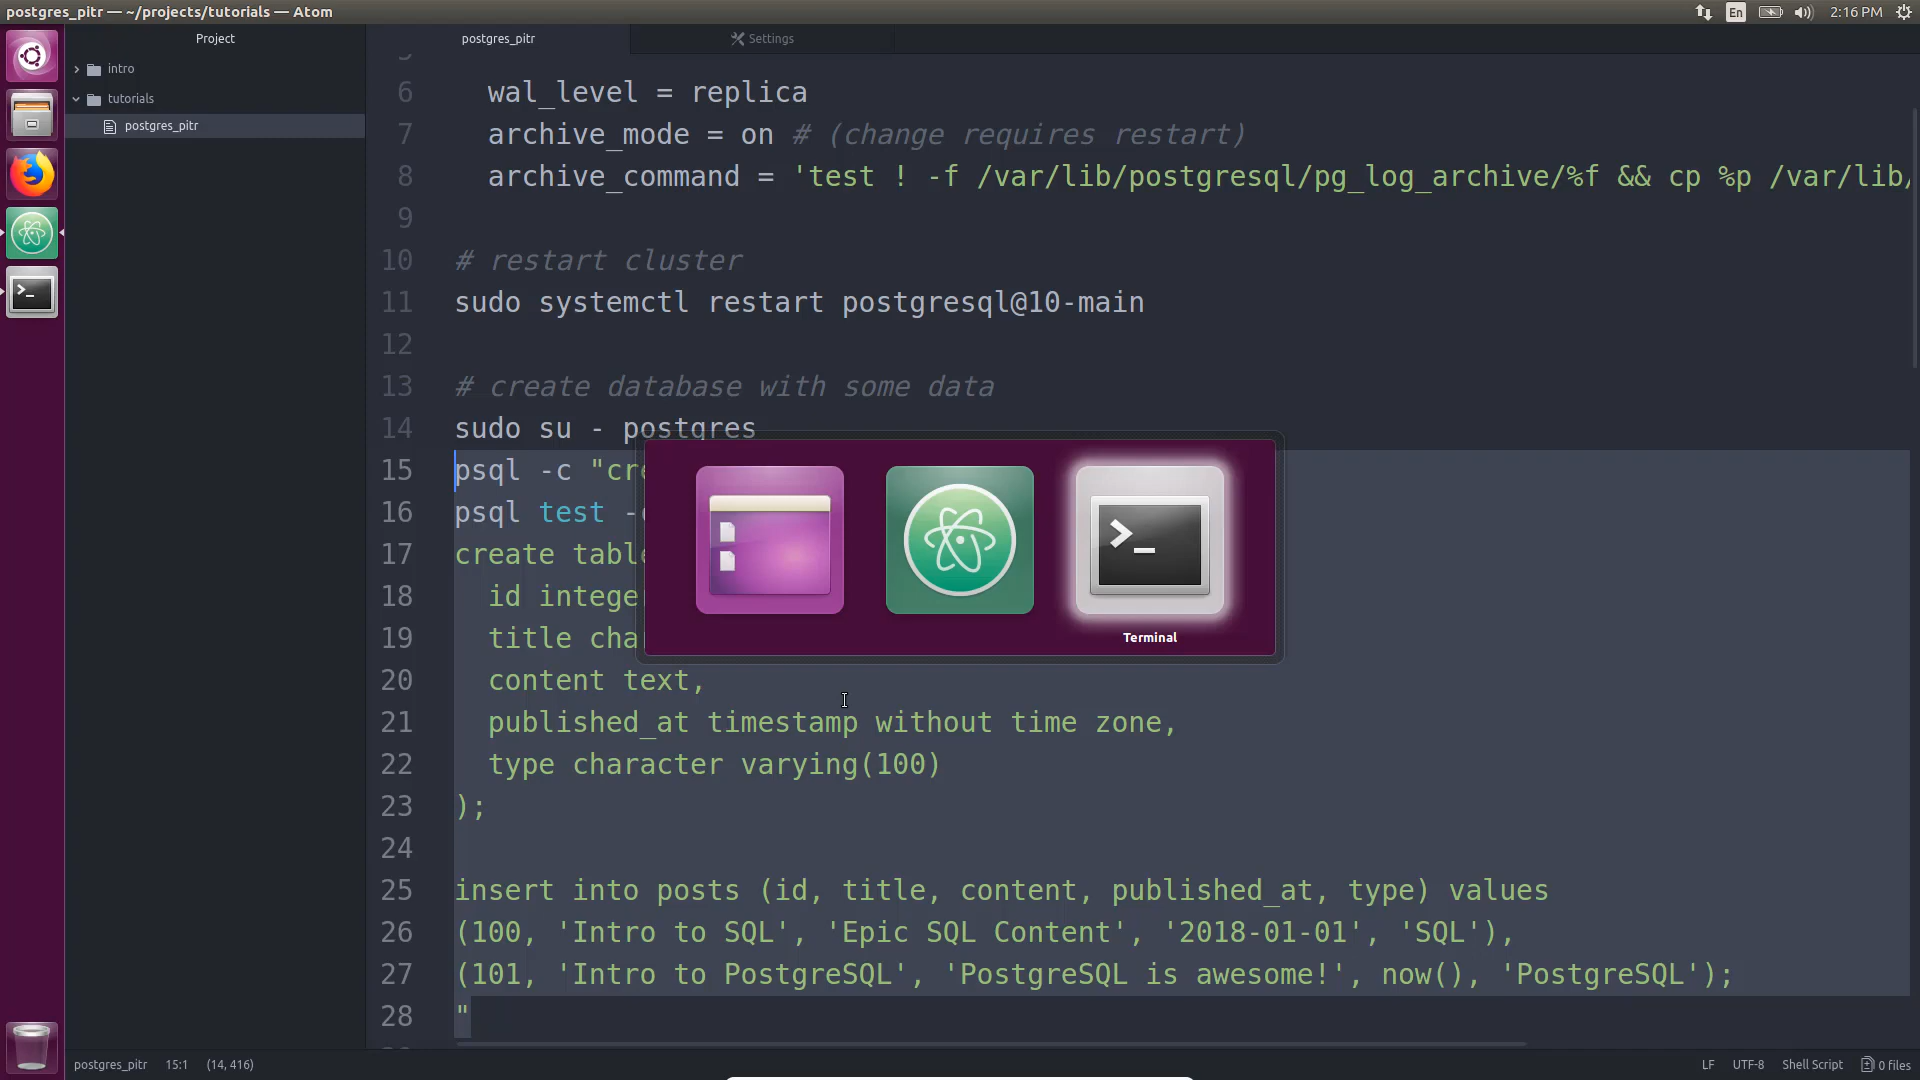 postgres_pitr — ~/projects/tutorials — Atom
En
2:16 PM
Project
postgres_pitr
Settings
intro
tutorials
postgres_pitr
6 wal_level = replica
7 archive_mode = on # (change requires restart)
8 archive_command = 'test ! -f /var/lib/postgresql/pg_log_archive/%f && cp %p /var/lib/
9
10 # restart cluster
11 sudo systemctl restart postgresql@10-main
12
13 # create database with some data
14 sudo su - postgres
15 psql -c "cre
16 psql test -
17 create table
18 id intege
19 title cha
20 content text,
21 published_at timestamp without time zone,
22 type character varying(100)
23 );
24
25 insert into posts (id, title, content, published_at, type) values
26 (100, 'Intro to SQL', 'Epic SQL Content', '2018-01-01', 'SQL'),
27 (101, 'Intro to PostgreSQL', 'PostgreSQL is awesome!', now(), 'PostgreSQL');
28 "
Terminal
postgres_pitr 15:1 (14, 416)
LF UTF-8 Shell Script 0 files